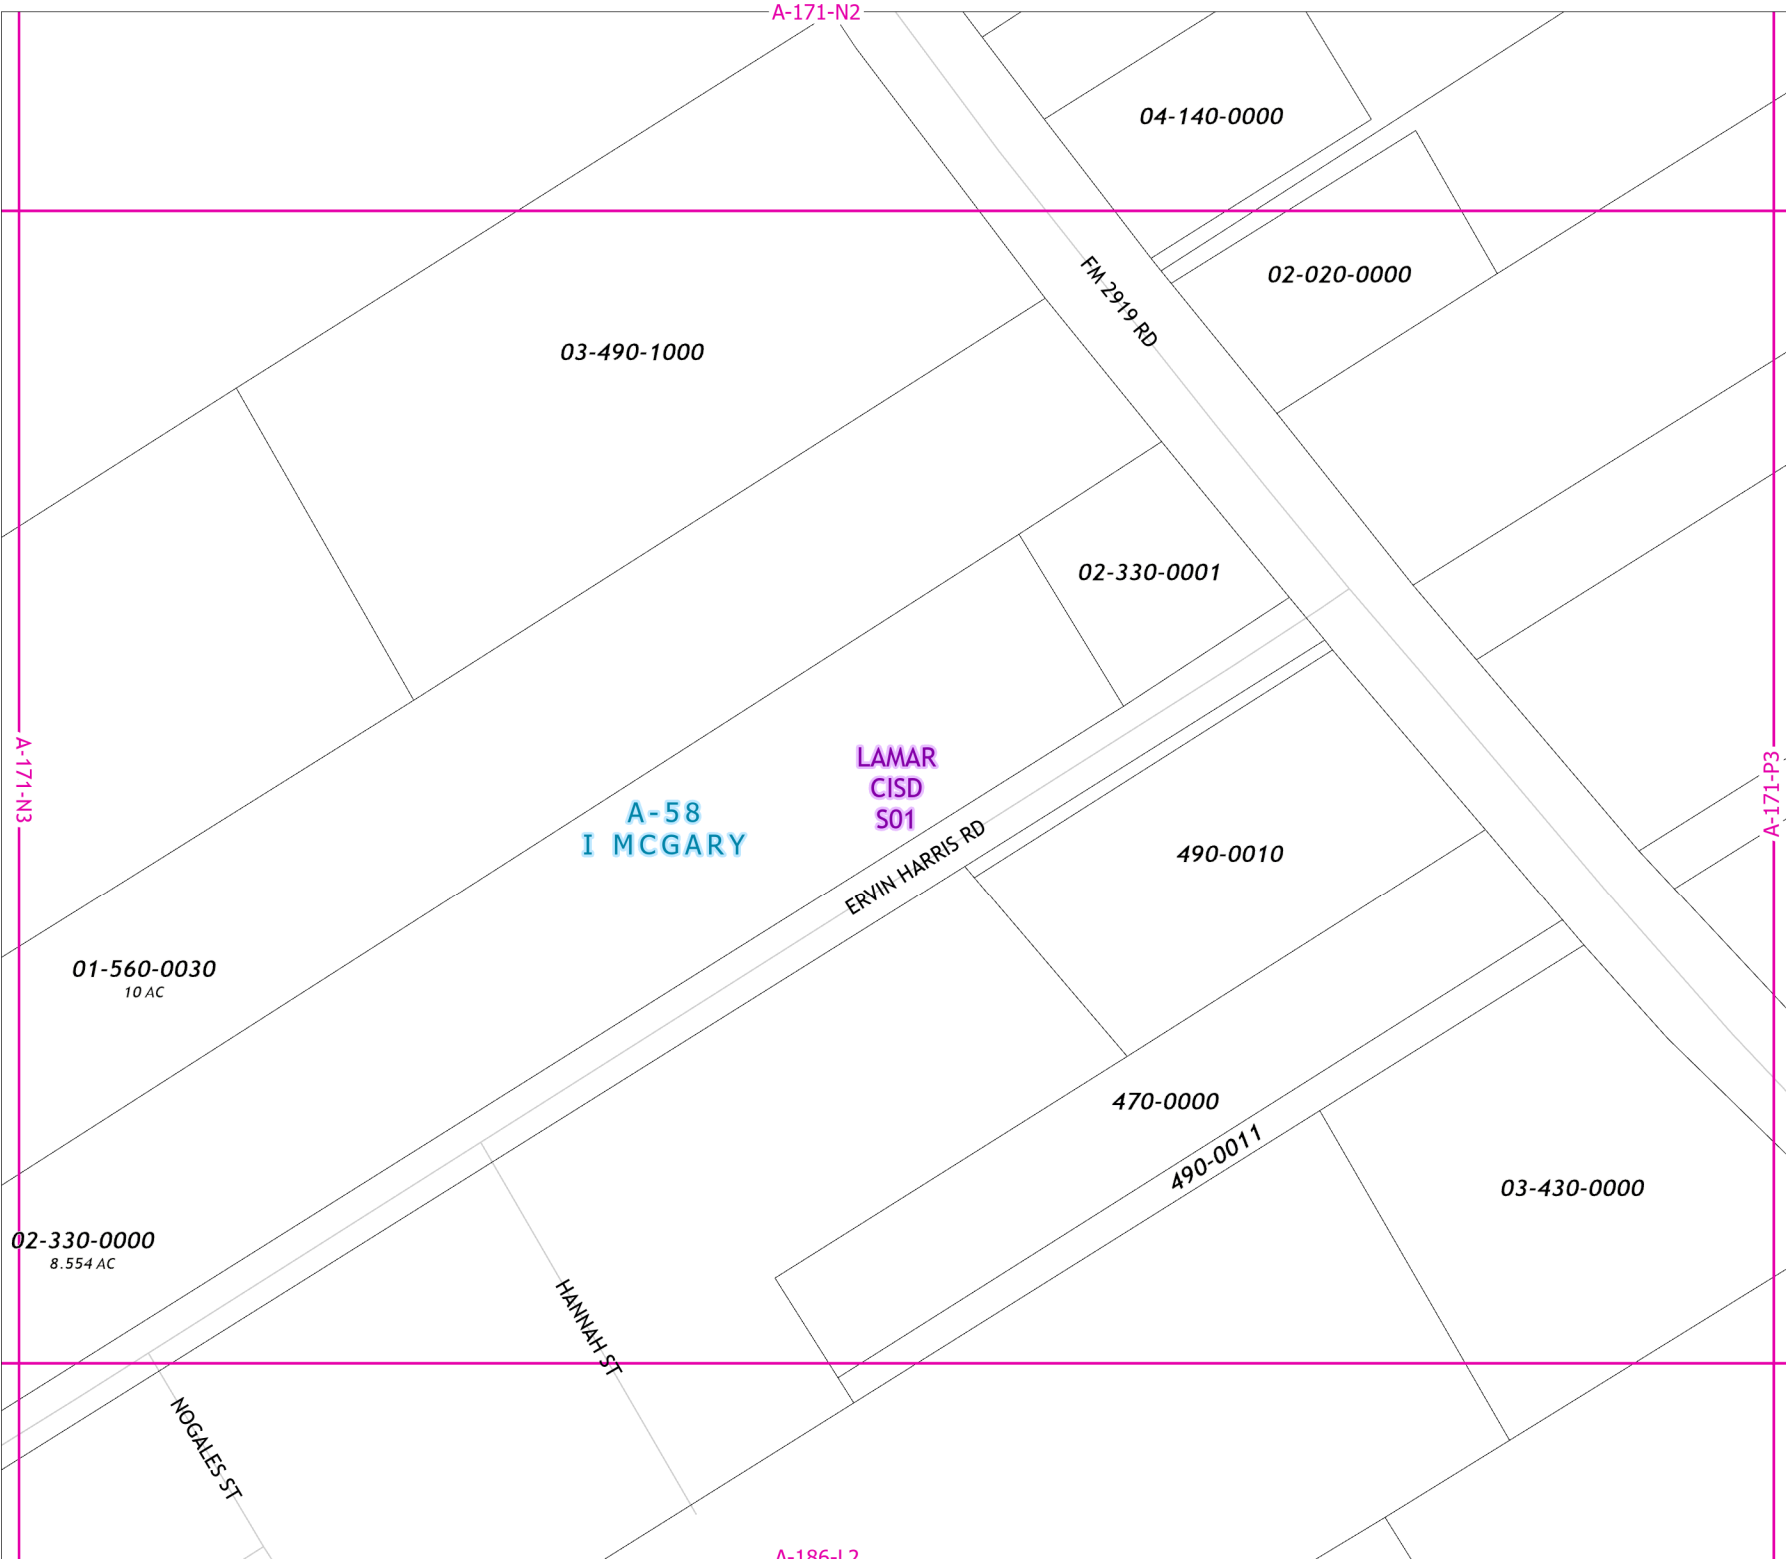 A-171-N2
04-140-0000
02-020-0000
FM 2919 RD
03-490-1000
02-330-0001
A-171-N3
A-171-P3
LAMAR
CISD
S01
A-58
I MCGARY
ERVIN HARRIS RD
490-0010
01-560-0030
10 AC
470-0000
490-0011
03-430-0000
02-330-0000
8.554 AC
HANNAH ST
NOGALES ST
A-186-L2